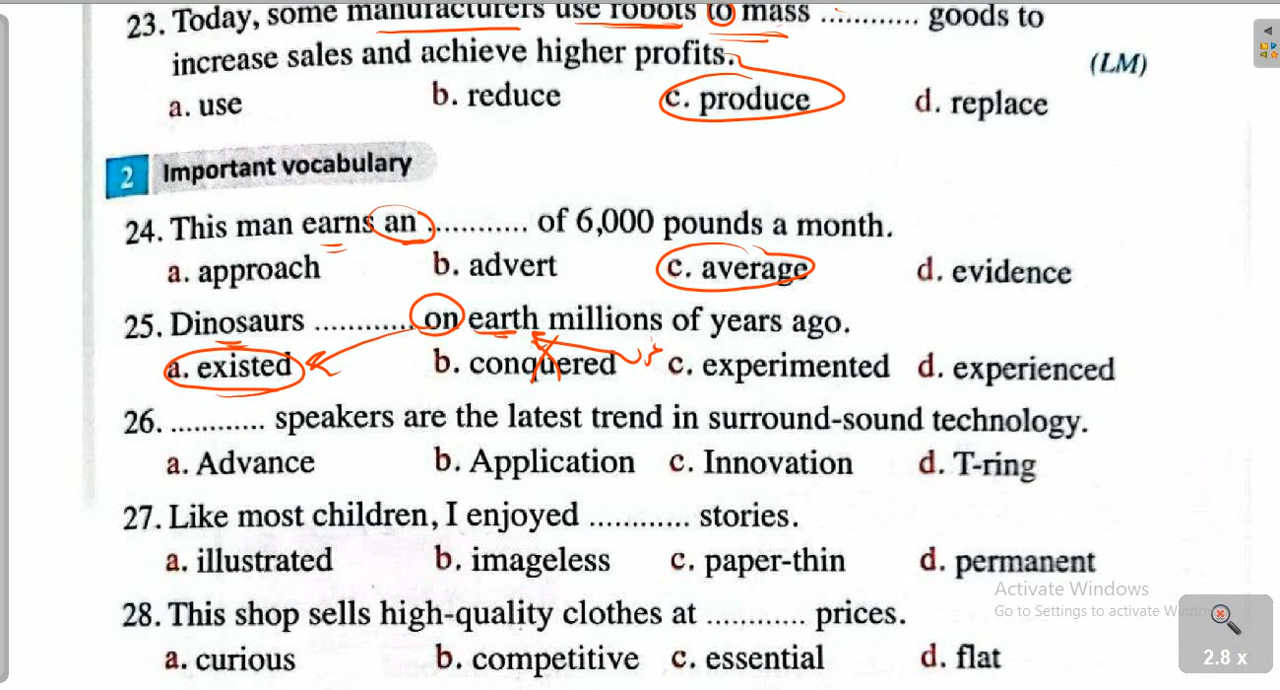 23. Today, some manufacturers use robots to mass ............ goods to
increase sales and achieve higher profits.
(LM)
a. use b. reduce c. produce d. replace
2 Important vocabulary
24. This man earns an ............ of 6,000 pounds a month.
a. approach b. advert c. average d. evidence
25. Dinosaurs ............ on earth millions of years ago.
a. existed b. conquered c. experimented d. experienced
26. ............ speakers are the latest trend in surround-sound technology.
a. Advance b. Application c. Innovation d. T-ring
27. Like most children, I enjoyed ............ stories.
a. illustrated b. imageless c. paper-thin d. permanent
Activate Windows
Go to Settings to activate Windows
28. This shop sells high-quality clothes at ............ prices.
a. curious b. competitive c. essential d. flat
2.8 x